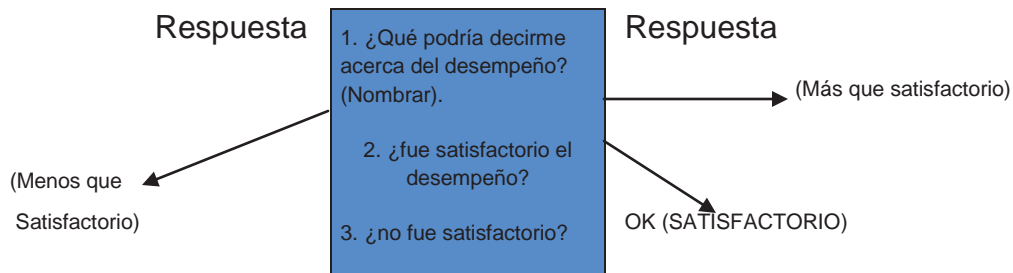 Respuesta
1. ¿Qué podría decirme
acerca del desempeño?
(Nombrar).
2. ¿fue satisfactorio el
desempeño?
3. ¿no fue satisfactorio?
Respuesta
(Más que satisfactorio)
(Menos que
Satisfactorio)
OK (SATISFACTORIO)